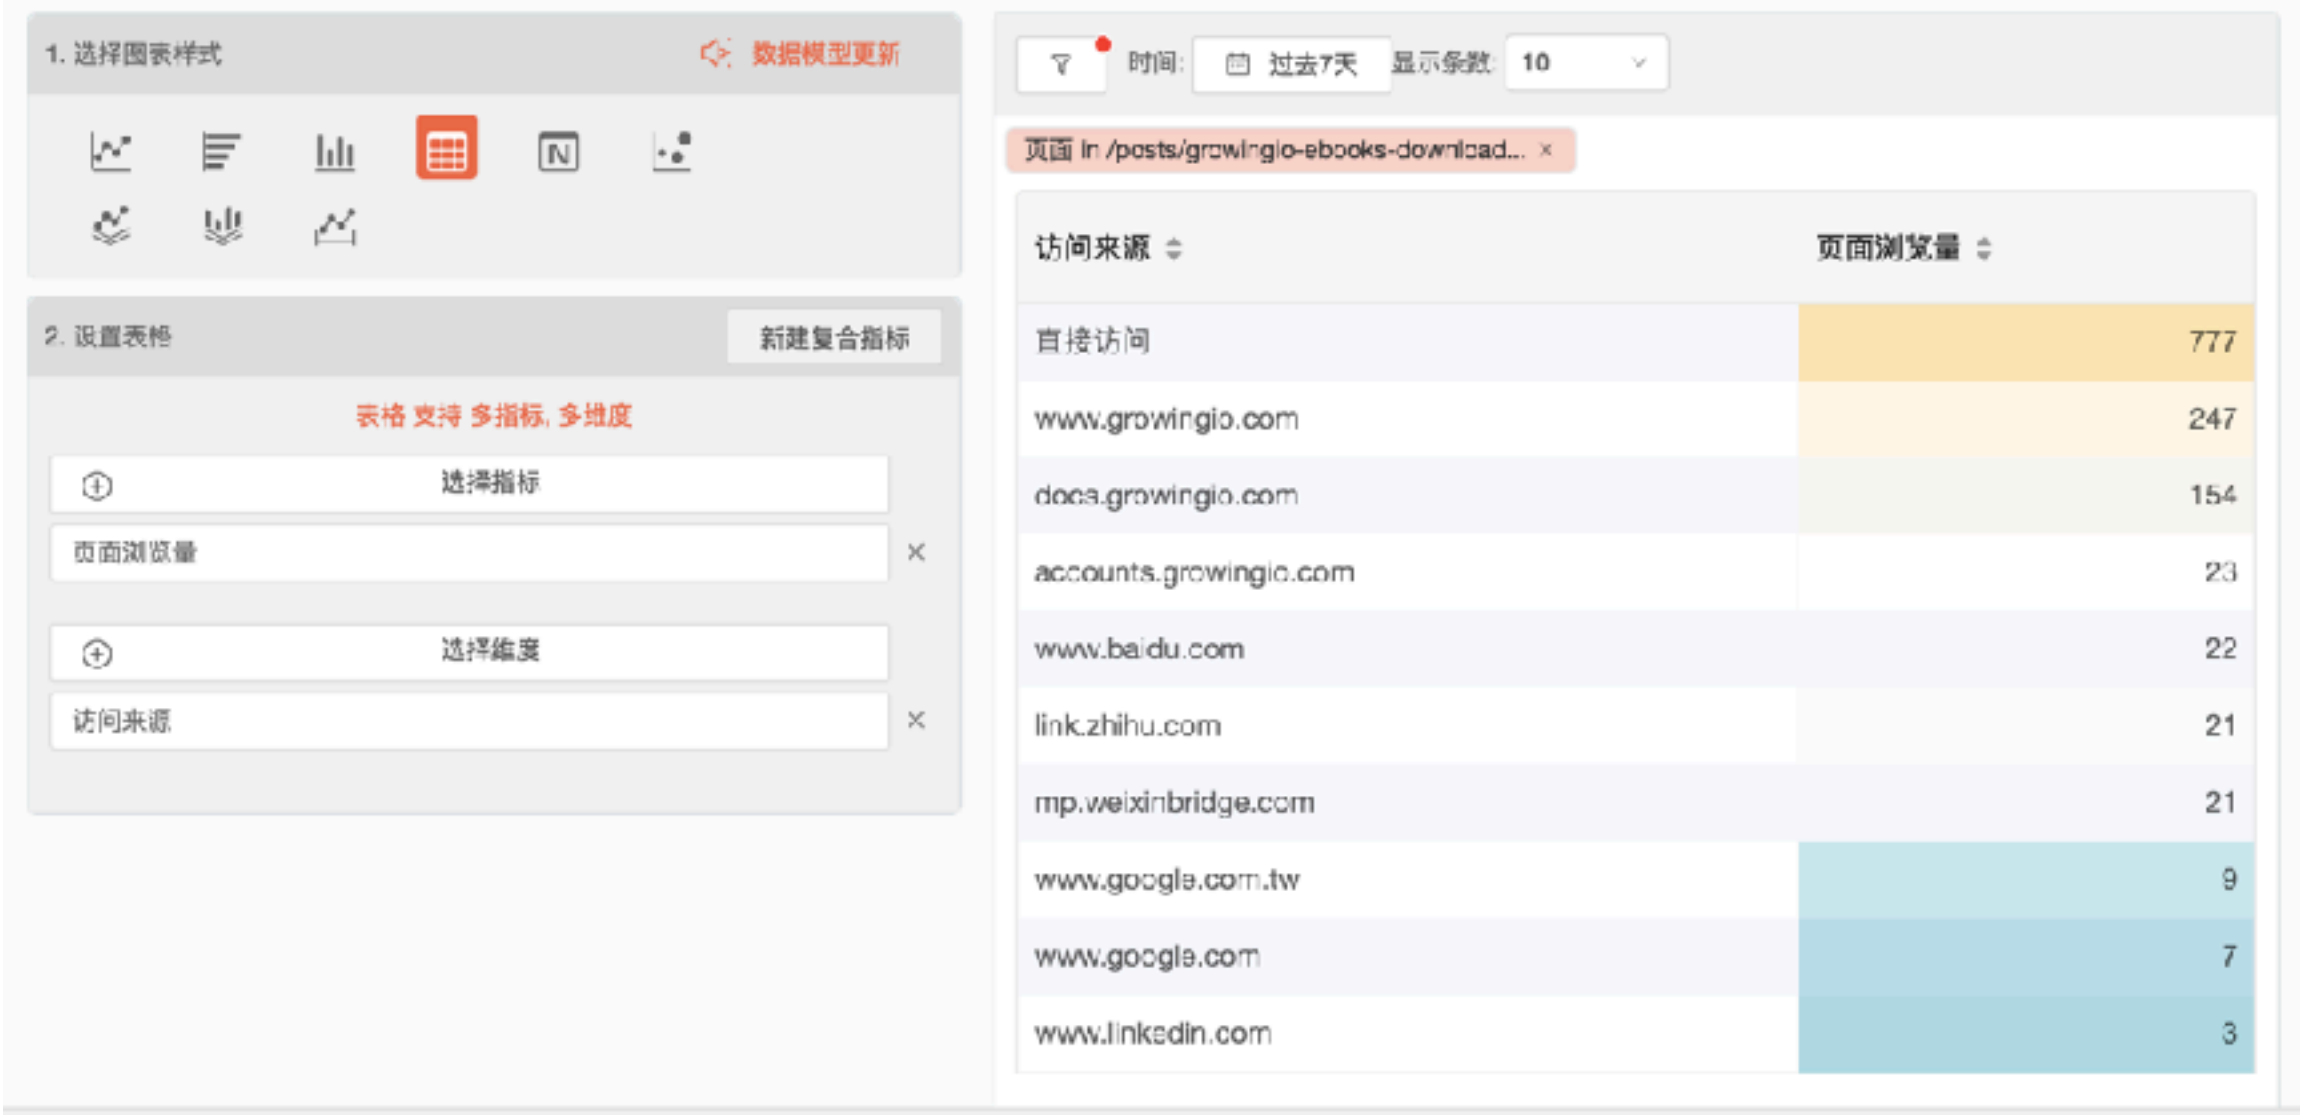 1. 选择图表样式
数据模型更新
2. 设置表格
新建复合指标
表格 支持 多指标, 多维度
选择指标
页面浏览量
选择维度
访问来源
时间: 过去7天 显示条数: 10
页面 in /posts/growingio-ebooks-download...
访问来源 页面浏览量
直接访问 777
www.growingio.com 247
docs.growingio.com 154
accounts.growingio.com 23
www.baidu.com 22
link.zhihu.com 21
mp.weixinbridge.com 21
www.google.com.tw 9
www.google.com 7
www.linkedin.com 3